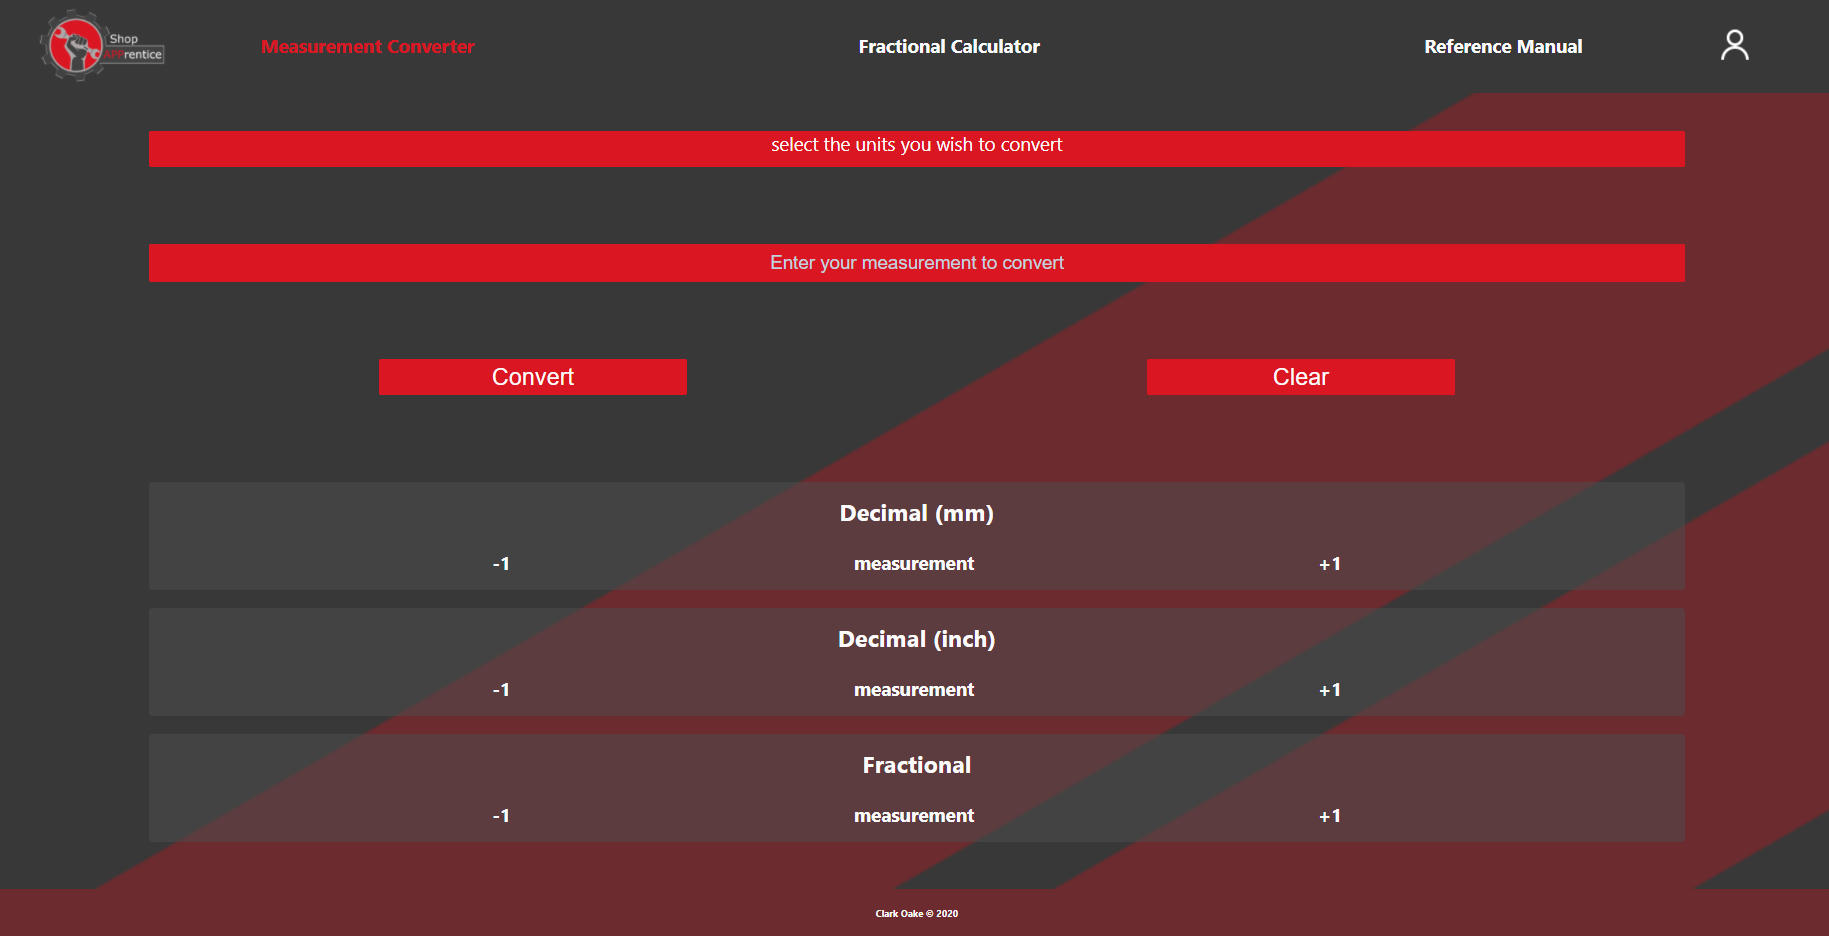 Shop
APPrentice
Measurement Converter
Fractional Calculator
Reference Manual
select the units you wish to convert
Enter your measurement to convert
Convert
Clear
Decimal (mm)
-1 measurement +1
Decimal (inch)
-1 measurement +1
Fractional
-1 measurement +1
Clark Oake © 2020